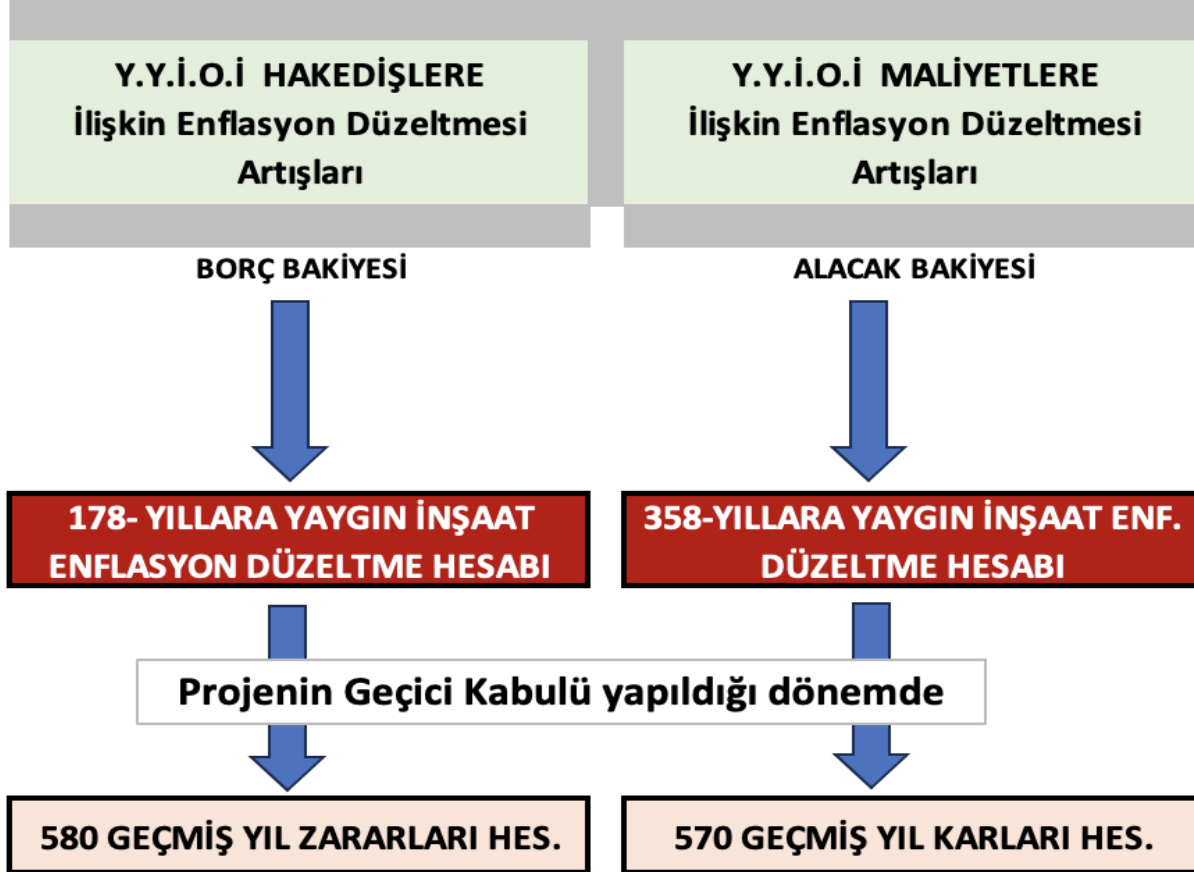 Y.Y.İ.O.İ HAKEDİŞLERE
İlişkin Enflasyon Düzeltmesi
Artışları
Y.Y.İ.O.İ MALİYETLERE
İlişkin Enflasyon Düzeltmesi
Artışları
BORÇ BAKİYESİ
ALACAK BAKİYESİ
178- YILLARA YAYGIN İNŞAAT
ENFLASYON DÜZELTME HESABI
358-YILLARA YAYGIN İNŞAAT ENF.
DÜZELTME HESABI
Projenin Geçici Kabulü yapıldığı dönemde
580 GEÇMİŞ YIL ZARARLARI HES.
570 GEÇMİŞ YIL KARLARI HES.